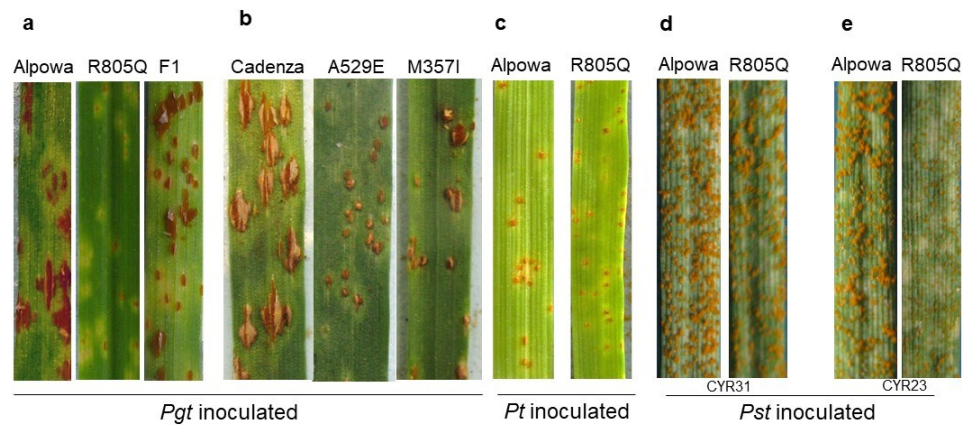 a b c d e
Alpowa R805Q F1 Cadenza A529E M357I Alpowa R805Q Alpowa R805Q Alpowa R805Q
CYR31 CYR23
Pgt inoculated Pt inoculated Pst inoculated